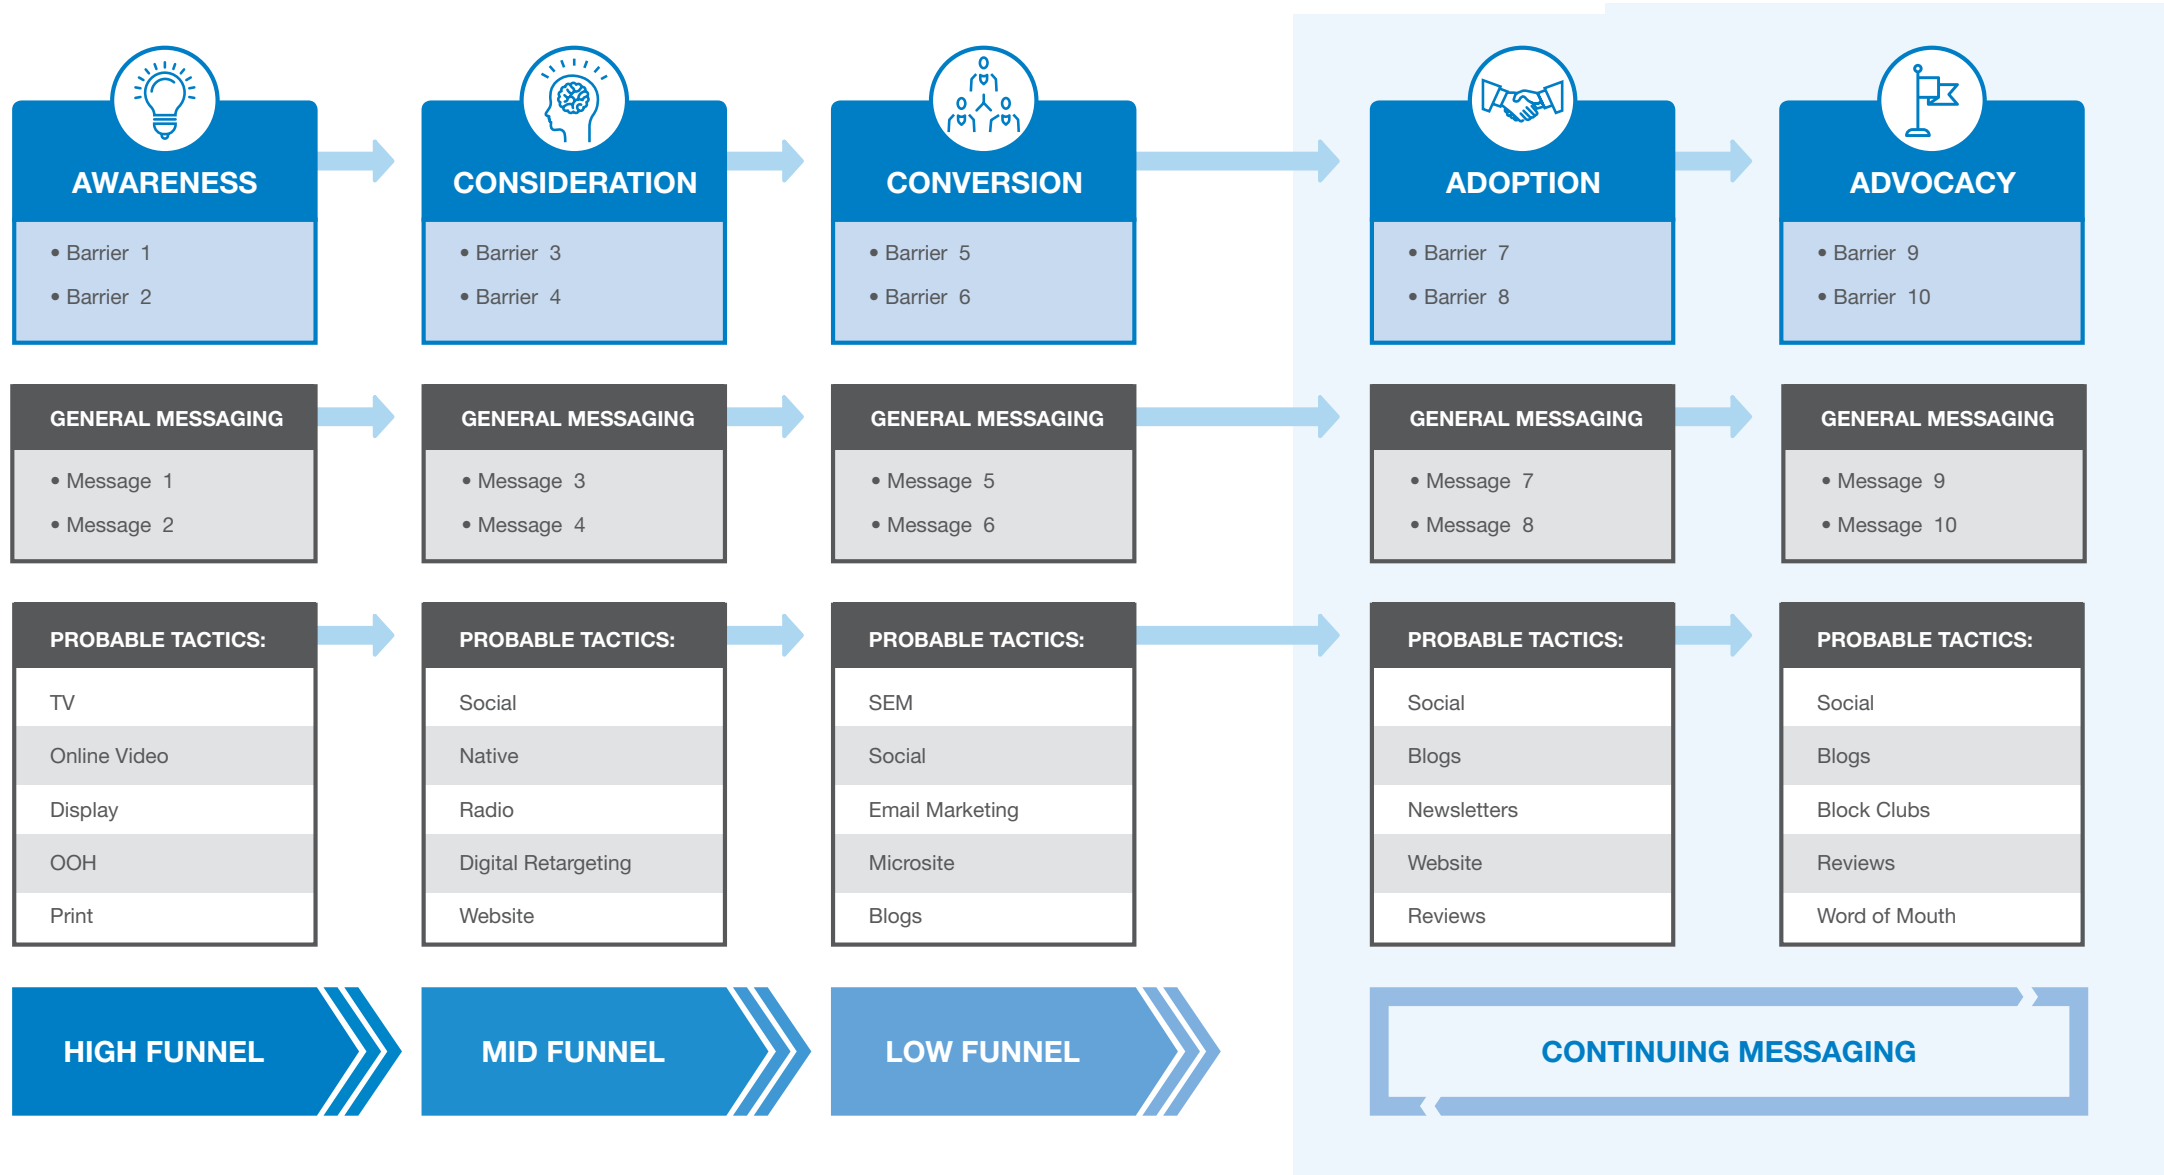 AWARENESS
• Barrier 1
• Barrier 2
GENERAL MESSAGING
• Message 1
• Message 2
PROBABLE TACTICS:
TV
Online Video
Display
OOH
Print
HIGH FUNNEL
CONSIDERATION
• Barrier 3
• Barrier 4
GENERAL MESSAGING
• Message 3
• Message 4
PROBABLE TACTICS:
Social
Native
Radio
Digital Retargeting
Website
MID FUNNEL
CONVERSION
• Barrier 5
• Barrier 6
GENERAL MESSAGING
• Message 5
• Message 6
PROBABLE TACTICS:
SEM
Social
Email Marketing
Microsite
Blogs
LOW FUNNEL
ADOPTION
• Barrier 7
• Barrier 8
GENERAL MESSAGING
• Message 7
• Message 8
PROBABLE TACTICS:
Social
Blogs
Newsletters
Website
Reviews
ADVOCACY
• Barrier 9
• Barrier 10
GENERAL MESSAGING
• Message 9
• Message 10
PROBABLE TACTICS:
Social
Blogs
Block Clubs
Reviews
Word of Mouth
CONTINUING MESSAGING